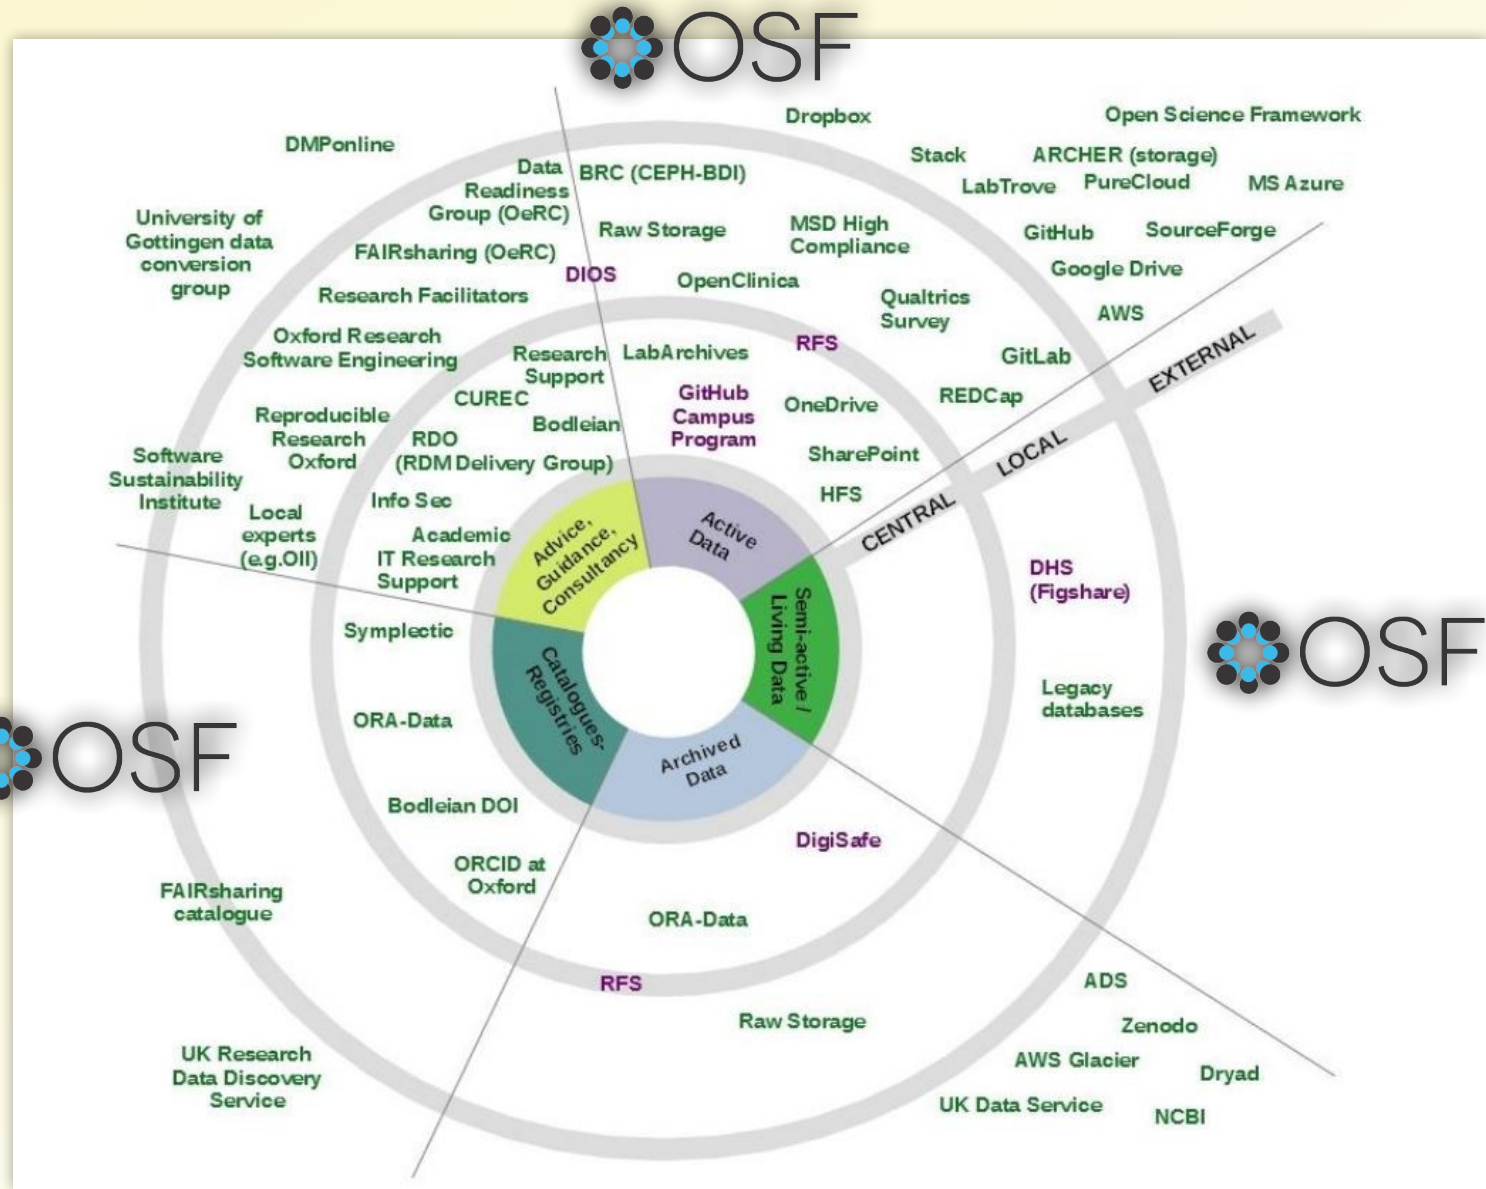 OSF
DMPonline
Data
Readiness
Group (OeRC)
University of
Gottingen data
conversion
group
FAIRsharing (OeRC)
DIOS
Research Facilitators
Oxford Research
Software Engineering
Research
Support
CUREC
Bodleian
Reproducible
Research
Oxford
RDO
(RDM Delivery Group)
Software
Sustainability
Institute
Info Sec
Local
experts
(e.g.OII)
Academic
IT Research
Support
Dropbox
Open Science Framework
Stack
ARCHER (storage)
LabTrove
PureCloud
MS Azure
BRC (CEPH-BDI)
Raw Storage
MSD High
Compliance
GitHub
SourceForge
Google Drive
OpenClinica
Qualtrics
Survey
AWS
LabArchives
RFS
GitLab
GitHub
Campus
Program
OneDrive
REDCap
SharePoint
HFS
CENTRAL
LOCAL
EXTERNAL
Advice,
Guidance,
Consultancy
Active
Data
Semi-active /
Living Data
Archived
Data
Catalogues-
Registries
DHS
(Figshare)
OSF
Legacy
databases
Symplectic
ORA-Data
OSF
Bodleian DOI
ORCID at
Oxford
FAIRsharing
catalogue
UK Research
Data Discovery
Service
DigiSafe
ORA-Data
RFS
Raw Storage
ADS
Zenodo
AWS Glacier
Dryad
UK Data Service
NCBI